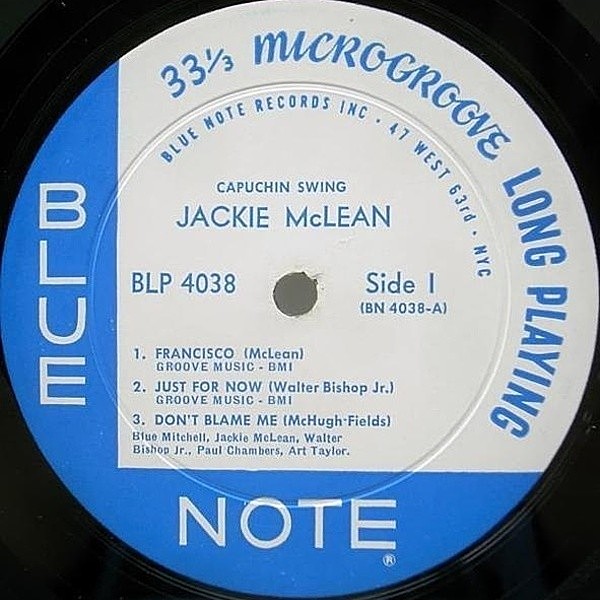 33⅓ MICROGROOVE LONG PLAYING
BLUE NOTE RECORDS INC · 47 WEST 63rd · NYC
CAPUCHIN SWING
JACKIE McLEAN
BLP 4038
Side 1
(BN 4038-A)
1. FRANCISCO (McLean)
GROOVE MUSIC - BMI
2. JUST FOR NOW (Walter Bishop Jr.)
GROOVE MUSIC - BMI
3. DON'T BLAME ME (McHugh-Fields)
Blue Mitchell, Jackie McLean, Walter
Bishop Jr., Paul Chambers, Art Taylor.
BLUE
NOTE ®